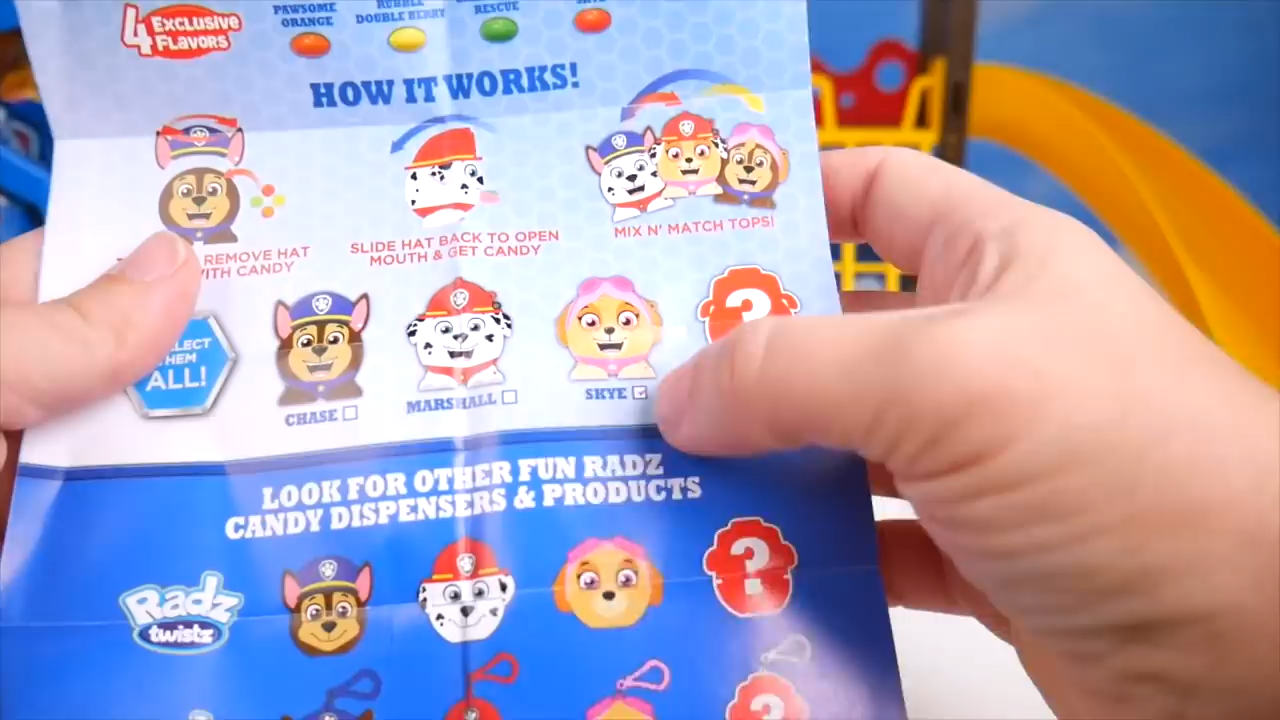 4 EXCLUSIVE
FLAVORS
PAWSOME
ORANGE
RUBBLE
DOUBLE BERRY
RESCUE
HOW IT WORKS!
REMOVE HAT
WITH CANDY
SLIDE HAT BACK TO OPEN
MOUTH & GET CANDY
MIX N' MATCH TOPS!
?
ALL!
CHASE
MARSHALL
SKYE
LOOK FOR OTHER FUN RADZ
CANDY DISPENSERS & PRODUCTS
Radz
twistz
?
?